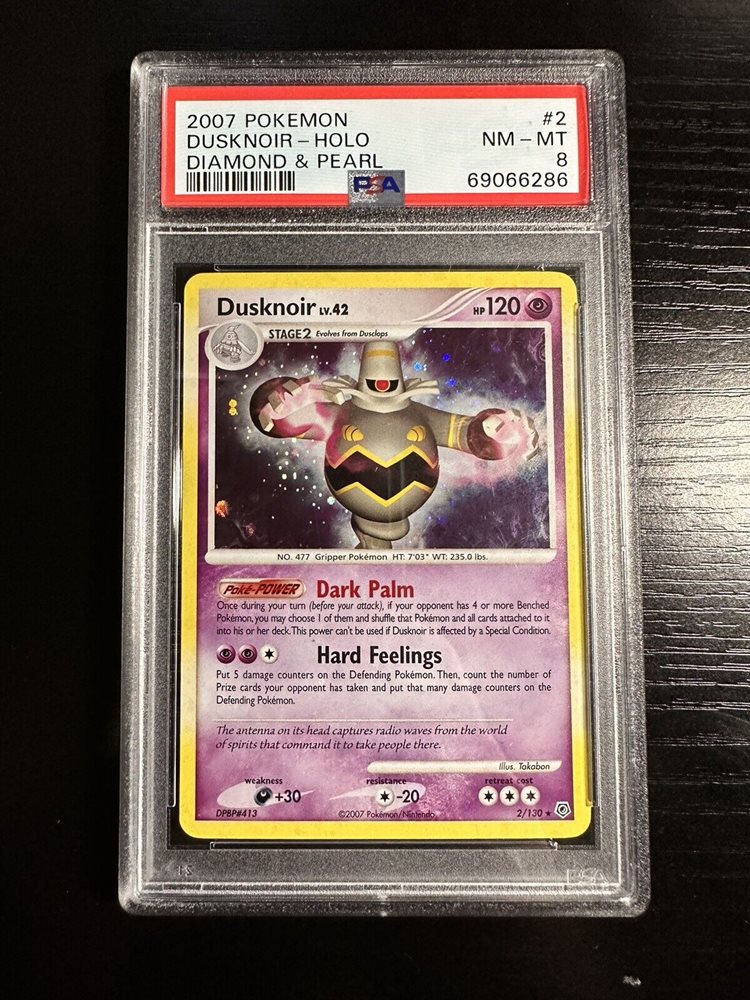 2007 POKEMON #2
DUSKNOIR – HOLO NM – MT
DIAMOND & PEARL 8
PSA 69066286
Dusknoir LV.42 HP 120
STAGE2 Evolves from Dusclops
NO. 477 Gripper Pokémon HT: 7'03" WT: 235.0 lbs.
Poké-POWER Dark Palm
Once during your turn (before your attack), if your opponent has 4 or more Benched
Pokémon, you may choose 1 of them and shuffle that Pokémon and all cards attached to it
into his or her deck. This power can't be used if Dusknoir is affected by a Special Condition.
Hard Feelings
Put 5 damage counters on the Defending Pokémon. Then, count the number of
Prize cards your opponent has taken and put that many damage counters on the
Defending Pokémon.
The antenna on its head captures radio waves from the world
of spirits that command it to take people there.
Illus. Takabon
weakness resistance retreat cost
+30 -20
DPBP#413 ©2007 Pokémon/Nintendo 2/130 ★
PSA